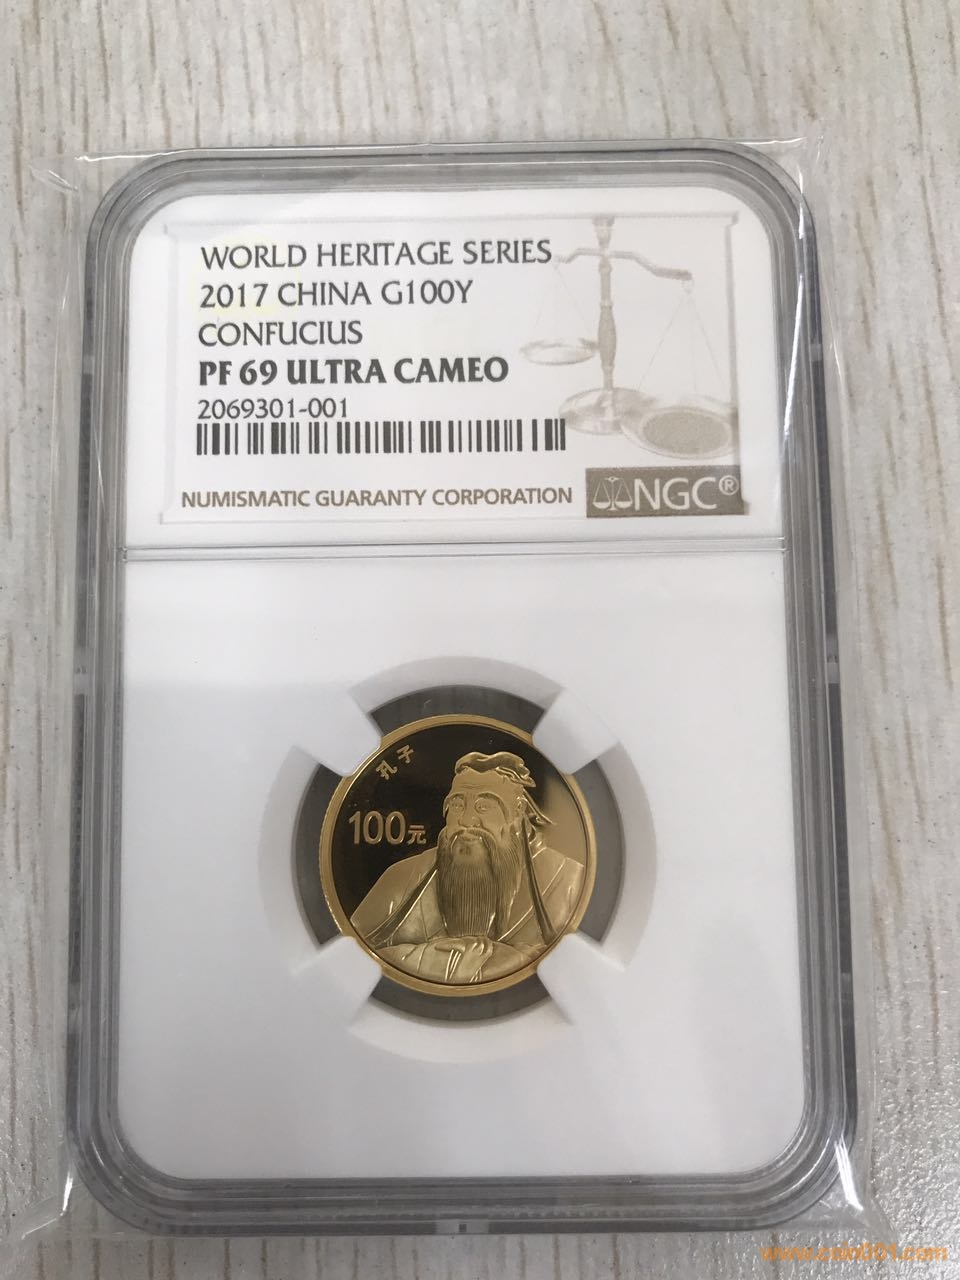 WORLD HERITAGE SERIES
2017 CHINA G100Y
CONFUCIUS
PF 69 ULTRA CAMEO
2069301-001
NUMISMATIC GUARANTY CORPORATION NGC®
孔子
100元
www.coin001.com